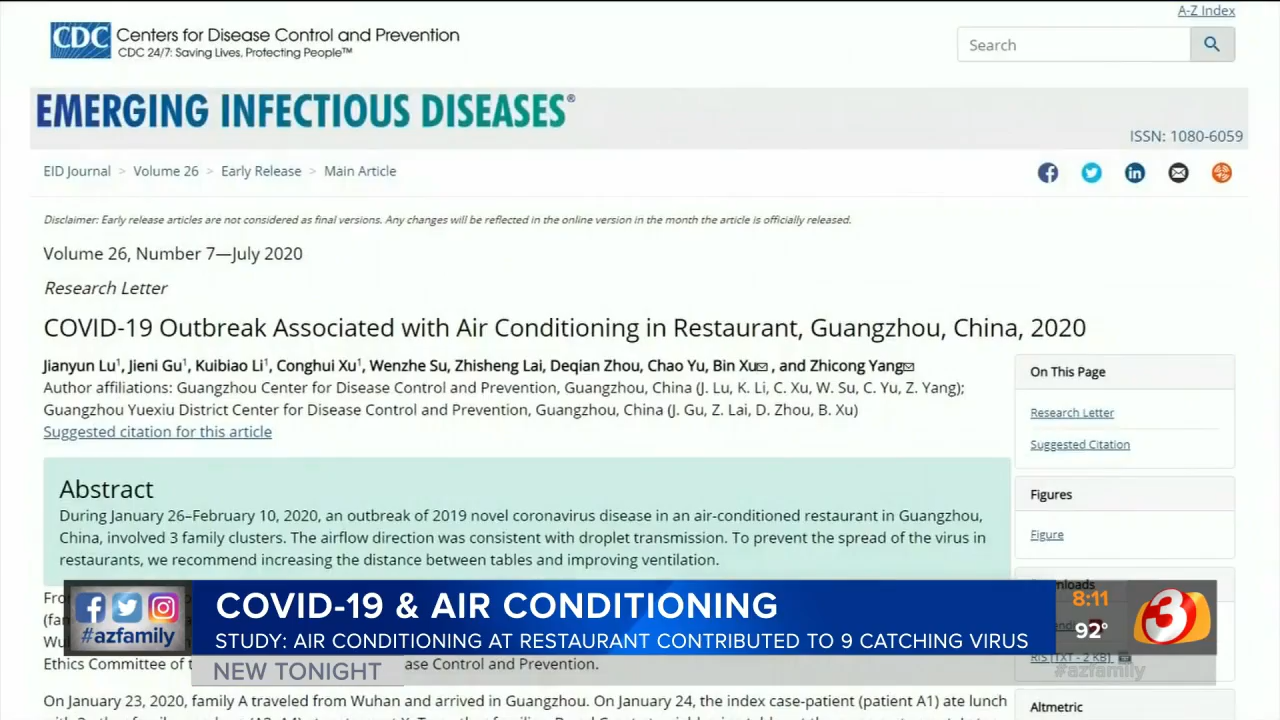 A-Z Index
CDC Centers for Disease Control and Prevention
CDC 24/7: Saving Lives, Protecting People™
Search
EMERGING INFECTIOUS DISEASES®
ISSN: 1080-6059
EID Journal > Volume 26 > Early Release > Main Article
Disclaimer: Early release articles are not considered as final versions. Any changes will be reflected in the online version in the month the article is officially released.
Volume 26, Number 7—July 2020
Research Letter
COVID-19 Outbreak Associated with Air Conditioning in Restaurant, Guangzhou, China, 2020
Jianyun Lu¹, Jieni Gu¹, Kuibiao Li¹, Conghui Xu¹, Wenzhe Su, Zhisheng Lai, Deqian Zhou, Chao Yu, Bin Xu✉ , and Zhicong Yang✉
Author affiliations: Guangzhou Center for Disease Control and Prevention, Guangzhou, China (J. Lu, K. Li, C. Xu, W. Su, C. Yu, Z. Yang);
Guangzhou Yuexiu District Center for Disease Control and Prevention, Guangzhou, China (J. Gu, Z. Lai, D. Zhou, B. Xu)
Suggested citation for this article
On This Page
Research Letter
Suggested Citation
Figures
Figure
Abstract
During January 26–February 10, 2020, an outbreak of 2019 novel coronavirus disease in an air-conditioned restaurant in Guangzhou,
China, involved 3 family clusters. The airflow direction was consistent with droplet transmission. To prevent the spread of the virus in
restaurants, we recommend increasing the distance between tables and improving ventilation.
#azfamily
COVID-19 & AIR CONDITIONING
STUDY: AIR CONDITIONING AT RESTAURANT CONTRIBUTED TO 9 CATCHING VIRUS
NEW TONIGHT
8:11
92°
3
RIS [TXT - 2 KB]
#azfamily
Ethics Committee of
ase Control and Prevention.
On January 23, 2020, family A traveled from Wuhan and arrived in Guangzhou. On January 24, the index case-patient (patient A1) ate lunch
Altmetric